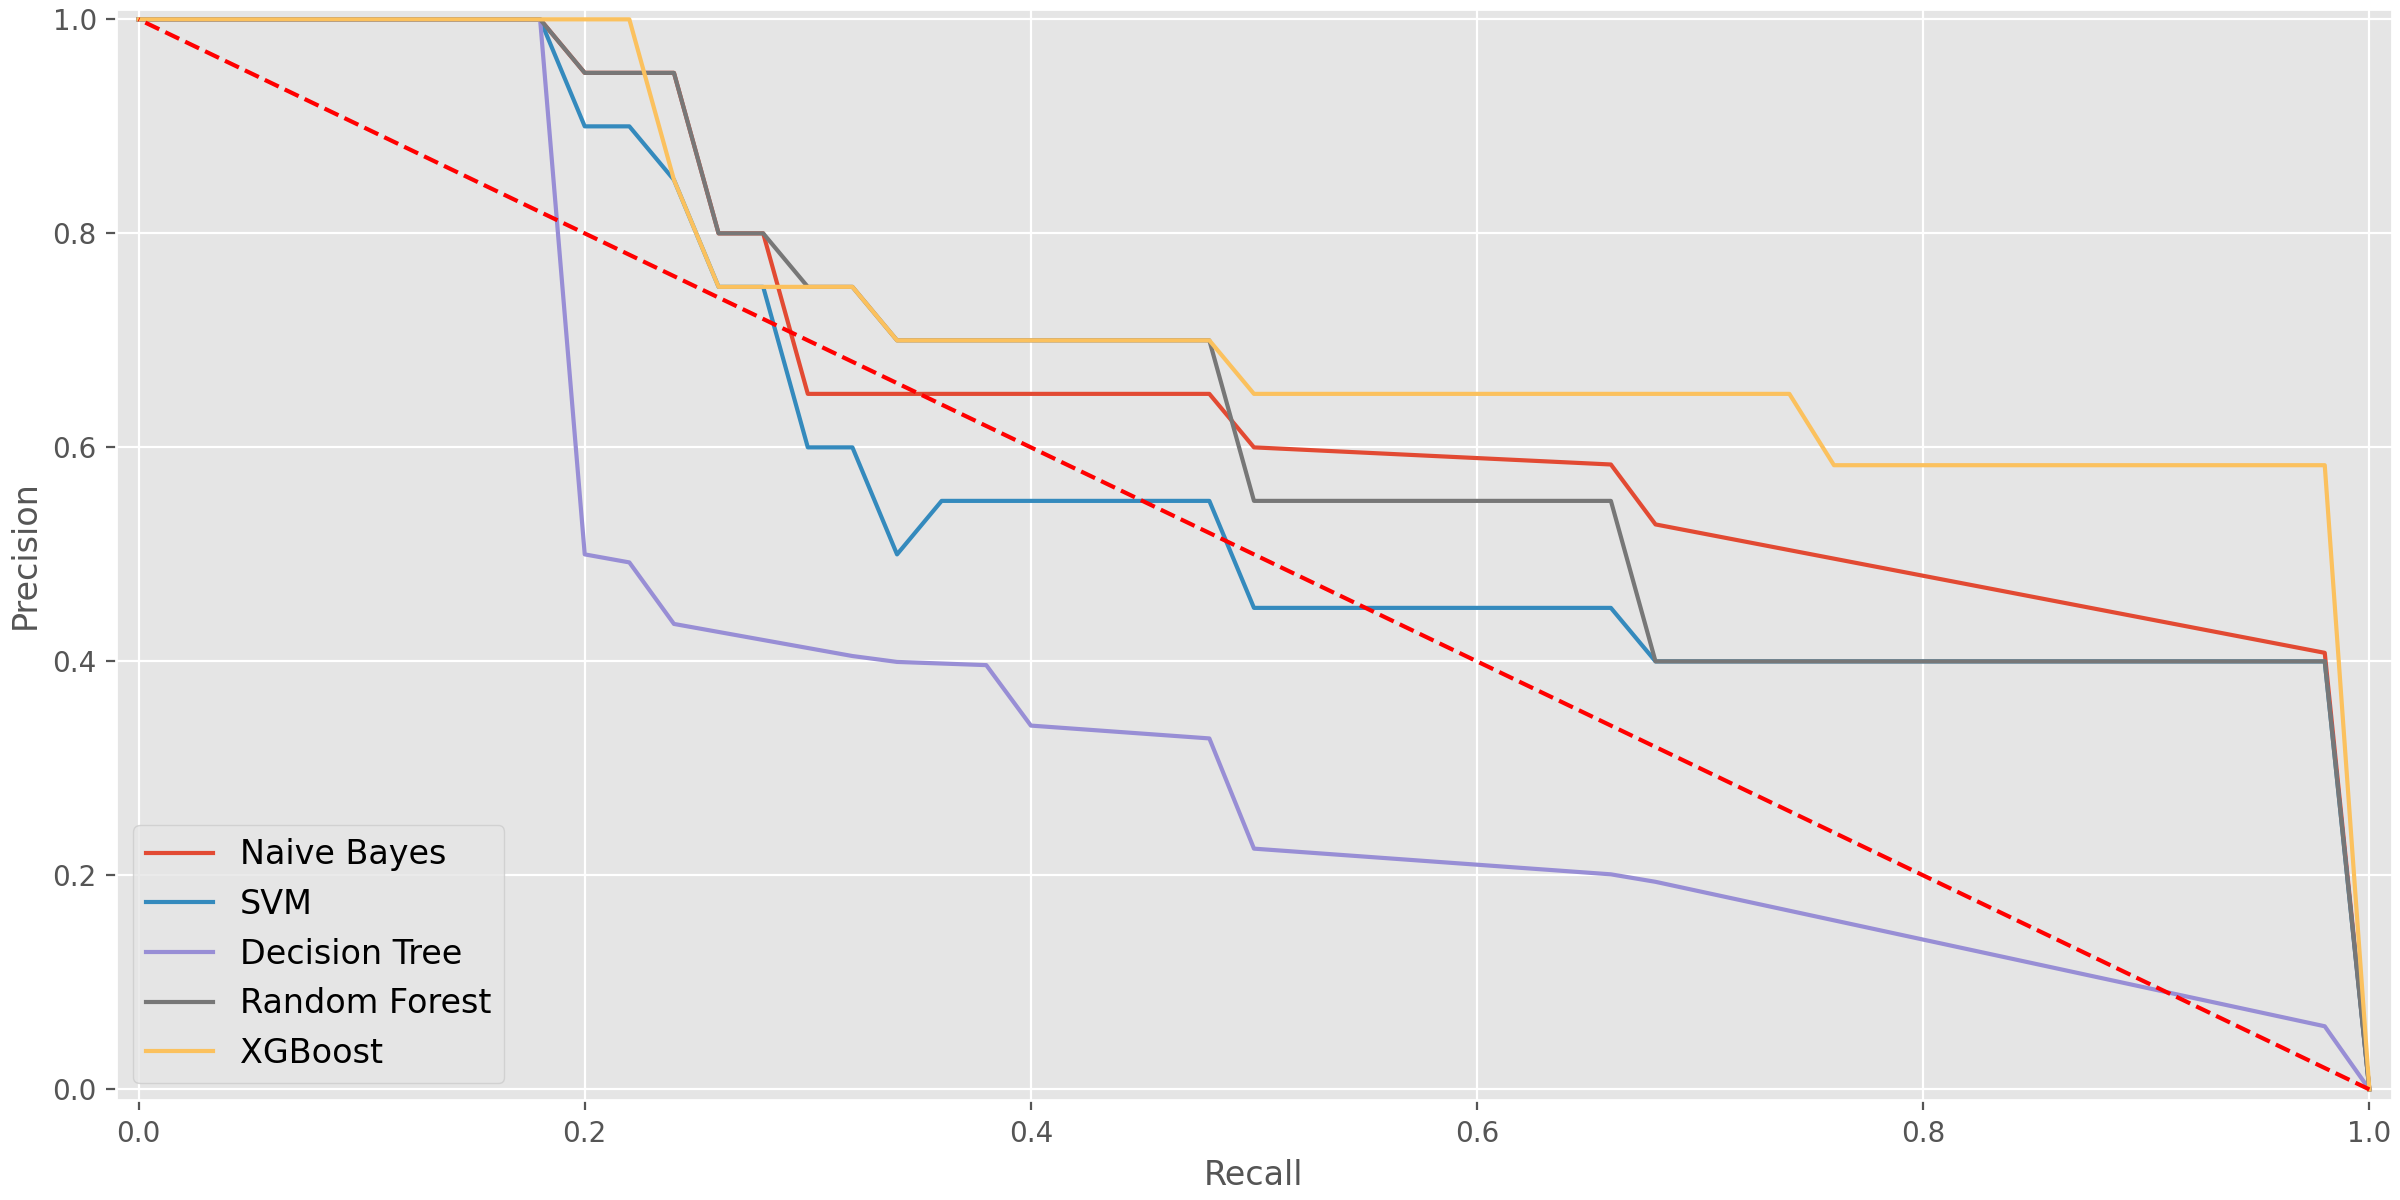 1.0
0.8
0.6
0.4
0.2
0.0
Precision
Naive Bayes
SVM
Decision Tree
Random Forest
XGBoost
0.0 0.2 0.4 0.6 0.8 1.0
Recall